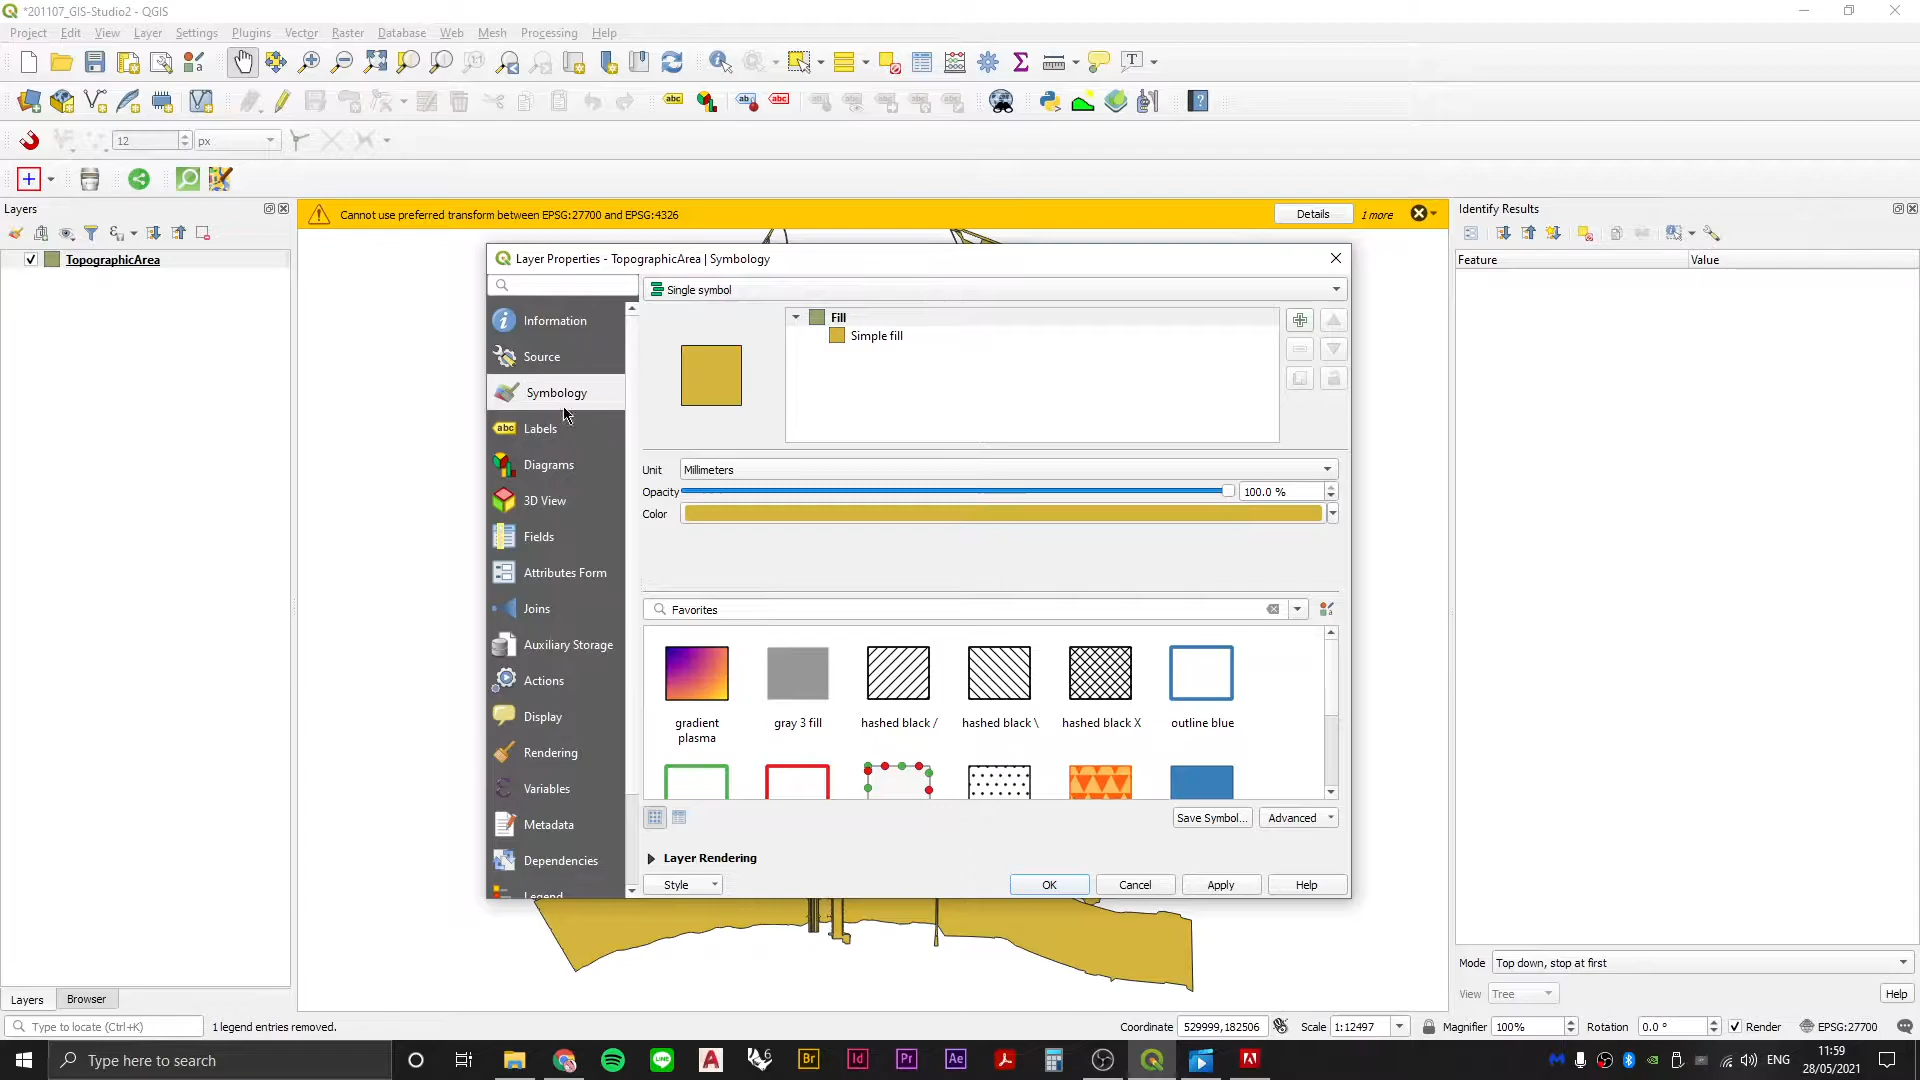 *201107_GIS-Studio2 - QGIS
Project Edit View Layer Settings Plugins Vector Raster Database Web Mesh Processing Help
12 px
Layers
TopographicArea
Cannot use preferred transform between EPSG:27700 and EPSG:4326
Details
1 more
Identify Results
Feature Value
Layer Properties - TopographicArea | Symbology
Information
Source
Symbology
Labels
Diagrams
3D View
Fields
Attributes Form
Joins
Auxiliary Storage
Actions
Display
Rendering
Variables
Metadata
Dependencies
Legend
Single symbol
Fill
Simple fill
Unit Millimeters
Opacity 100.0 %
Color
Favorites
gradient plasma
gray 3 fill
hashed black /
hashed black \
hashed black X
outline blue
Save Symbol...
Advanced
Layer Rendering
Style
OK
Cancel
Apply
Help
Mode Top down, stop at first
View Tree
Help
Layers Browser
Type to locate (Ctrl+K)
1 legend entries removed.
Coordinate 529999,182506
Scale 1:12497
Magnifier 100%
Rotation 0.0 °
Render
EPSG:27700
Type here to search
ENG
11:59
28/05/2021